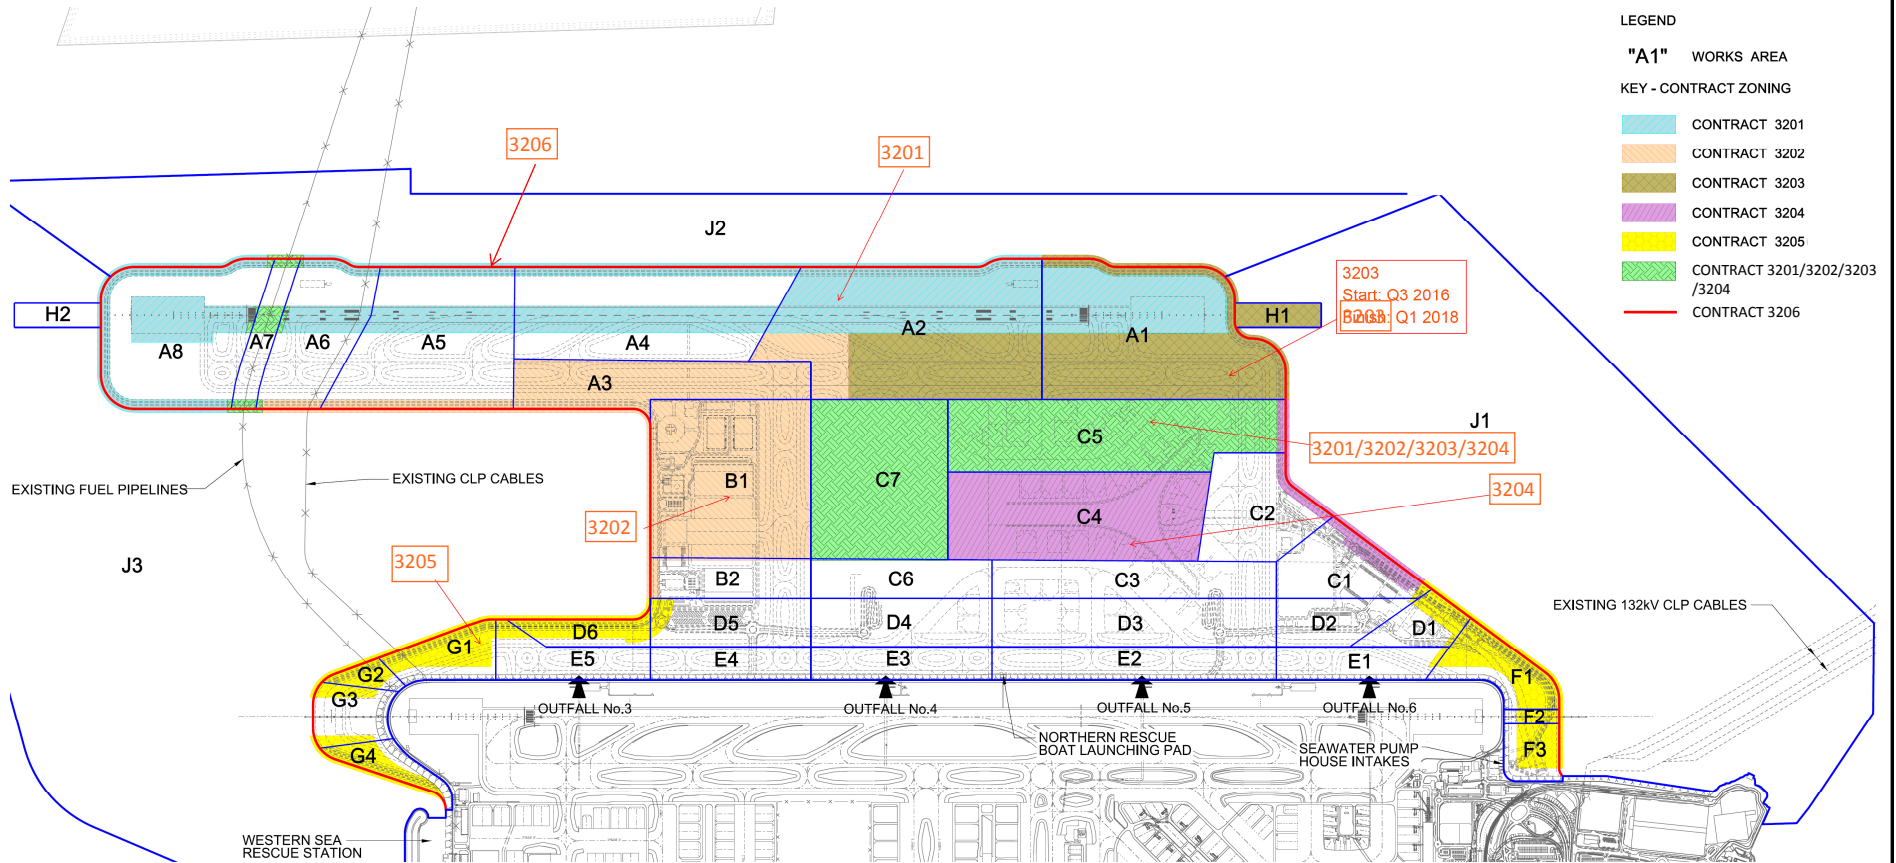 LEGEND
"A1" WORKS AREA
KEY - CONTRACT ZONING
CONTRACT 3201
CONTRACT 3202
CONTRACT 3203
CONTRACT 3204
CONTRACT 3205
CONTRACT 3201/3202/3203
/3204
CONTRACT 3206
3206
3201
J2
3203
Start: Q3 2016
Finish: Q1 2018
3203
H2
H1
A8
A7
A6
A5
A4
A2
A1
A3
J1
C5
3201/3202/3203/3204
EXISTING FUEL PIPELINES
EXISTING CLP CABLES
B1
C7
3204
C4
C2
3202
3205
J3
B2
C6
C3
C1
EXISTING 132kV CLP CABLES
D6
D5
D4
D3
D2
D1
G1
E5
E4
E3
E2
E1
G2
F1
G3
OUTFALL No.3
OUTFALL No.4
OUTFALL No.5
OUTFALL No.6
F2
NORTHERN RESCUE
BOAT LAUNCHING PAD
SEAWATER PUMP
HOUSE INTAKES
F3
G4
WESTERN SEA
RESCUE STATION